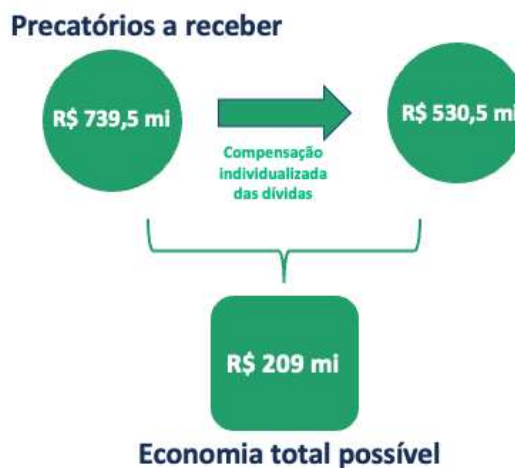 Precatórios a receber
R$ 739,5 mi
R$ 530,5 mi
Compensação
individualizada
das dívidas
R$ 209 mi
Economia total possível